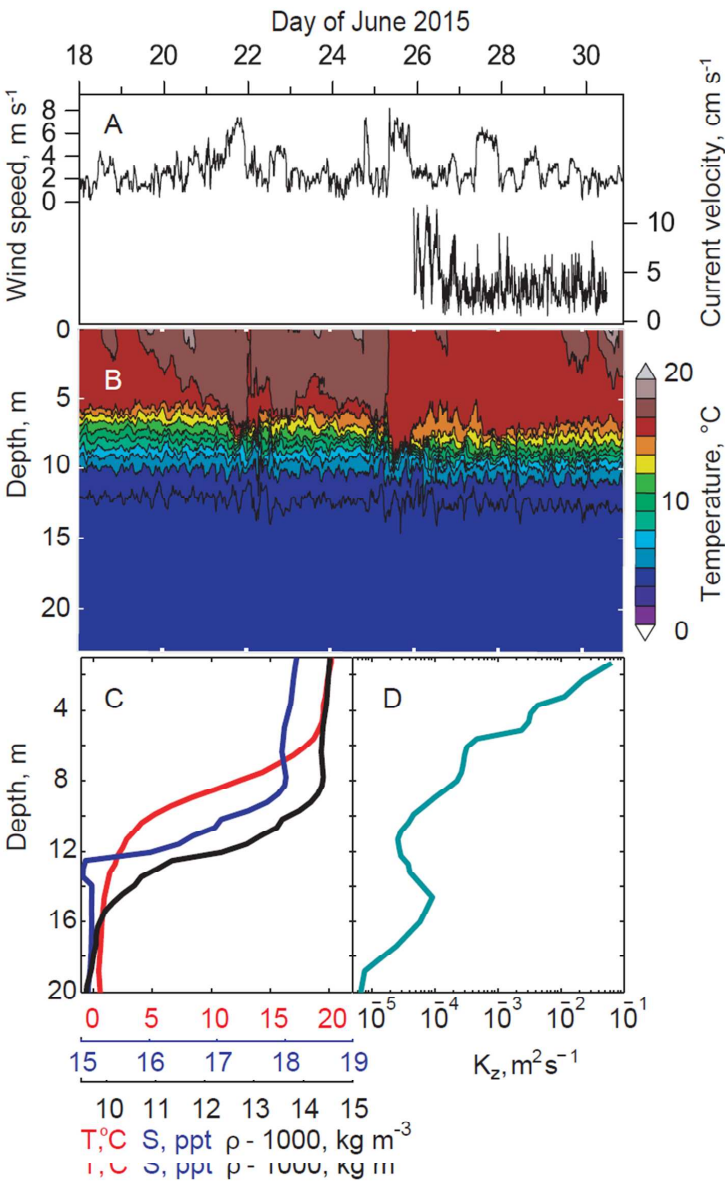 Day of June 2015
18 20 22 24 26 28 30
A
8
6
4
2
0
Wind speed, m s-1
10
5
0
Current velocity, cm s-1
B
0
5
10
15
20
Depth, m
20
10
0
Temperature, °C
C
4
8
12
16
20
Depth, m
D
0 5 10 15 20
15 16 17 18 19
10 11 12 13 14 15
T,°C S, ppt ρ - 1000, kg m-3
T,°C S, ppt ρ - 1000, kg m
10^5 10^4 10^-3 10^-2 10^-1
Kz, m2s-1